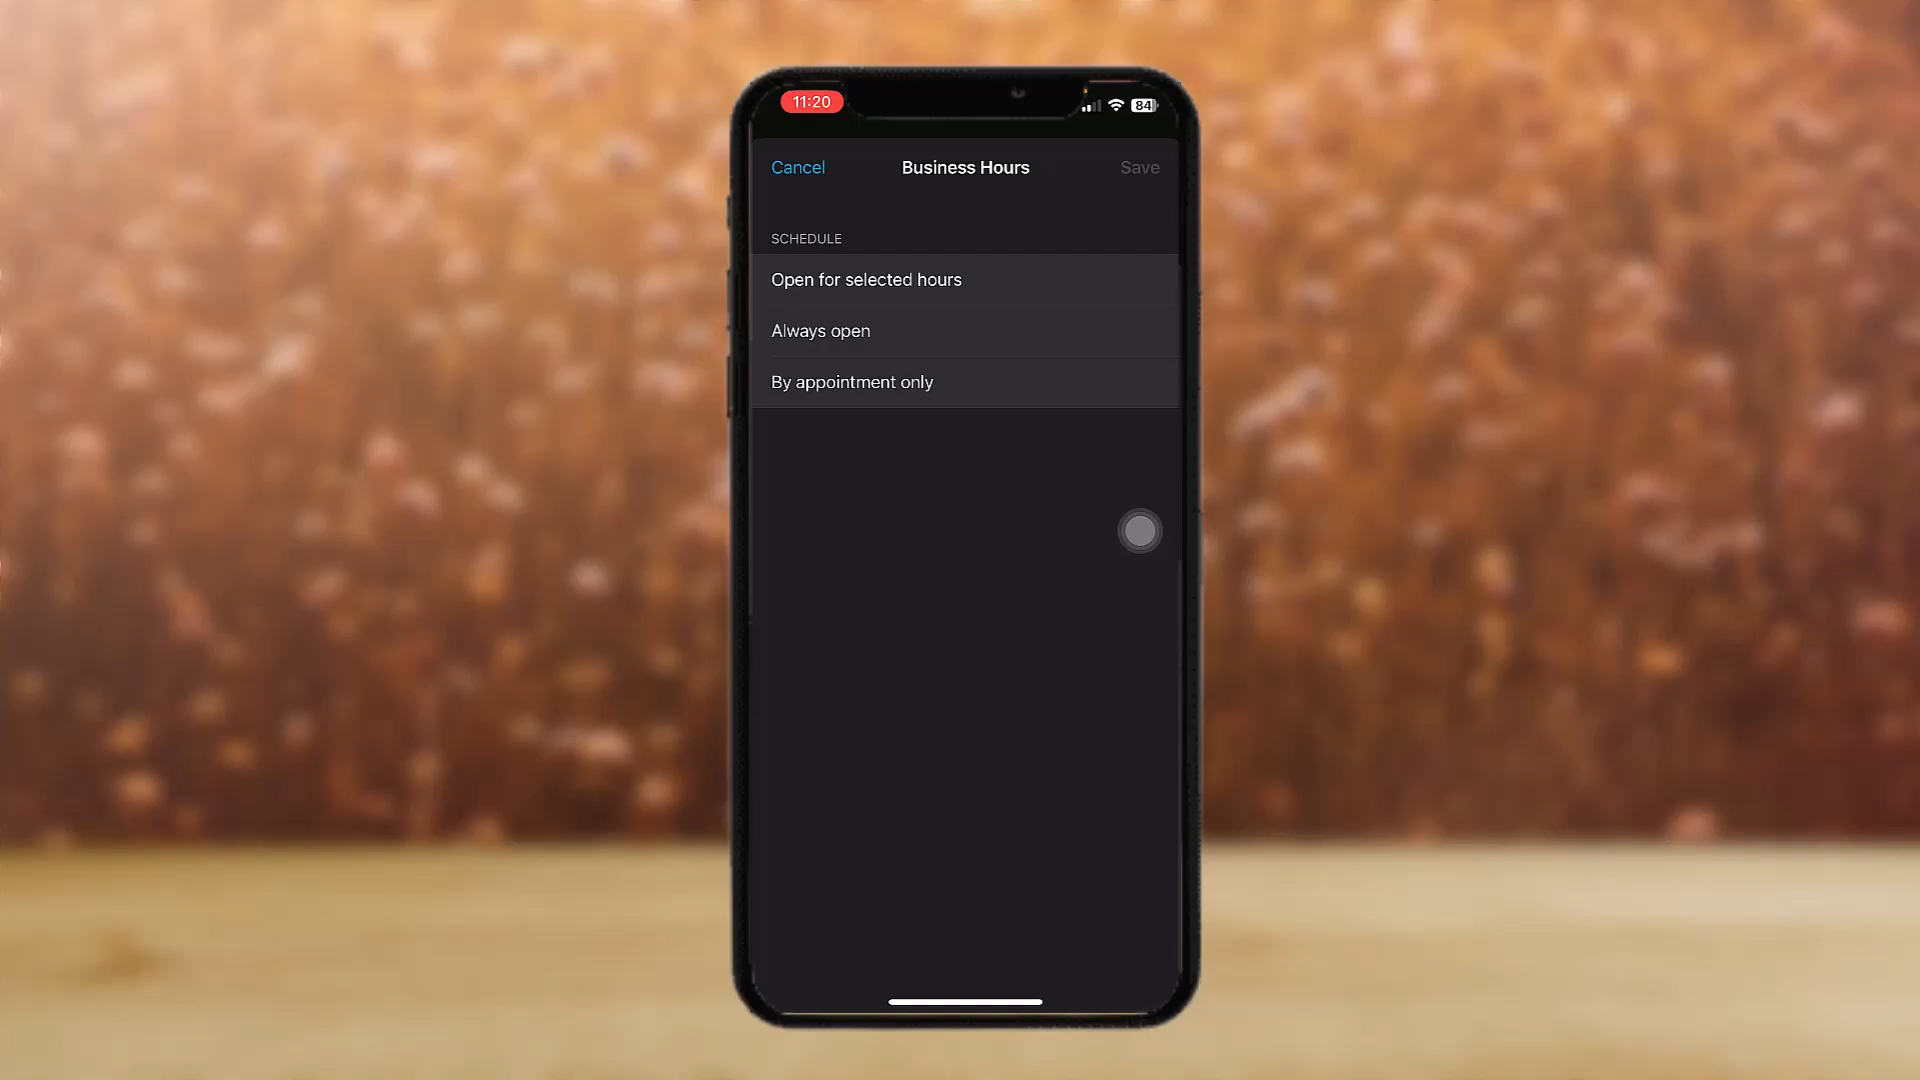 11:20
84
Cancel
Business Hours
Save
SCHEDULE
Open for selected hours
Always open
By appointment only